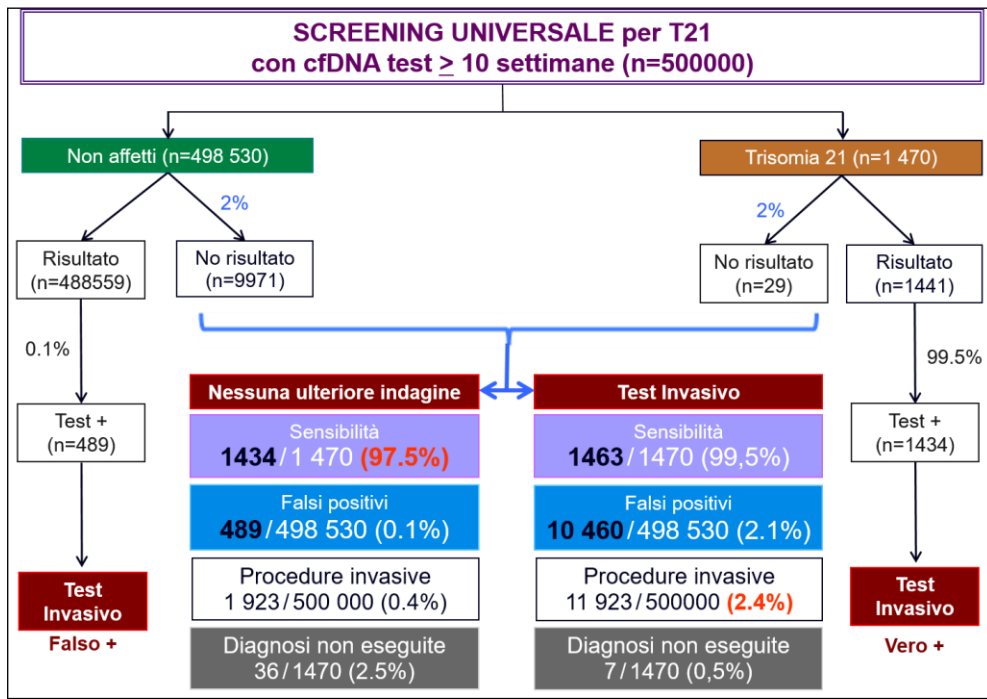 SCREENING UNIVERSALE per T21
con cfDNA test ≥ 10 settimane (n=500000)
Non affetti (n=498 530)
Trisomia 21 (n=1 470)
2%
2%
Risultato
(n=488559)
No risultato
(n=9971)
No risultato
(n=29)
Risultato
(n=1441)
0.1%
99.5%
Nessuna ulteriore indagine
Test Invasivo
Test +
(n=489)
Sensibilità
1434/1 470 (97.5%)
Sensibilità
1463/1470 (99,5%)
Test +
(n=1434)
Falsi positivi
489/498 530 (0.1%)
Falsi positivi
10 460/498 530 (2.1%)
Procedure invasive
1 923/500 000 (0.4%)
Procedure invasive
11 923/500000 (2.4%)
Test
Invasivo
Falso +
Test
Invasivo
Vero +
Diagnosi non eseguite
36/1470 (2.5%)
Diagnosi non eseguite
7/1470 (0,5%)